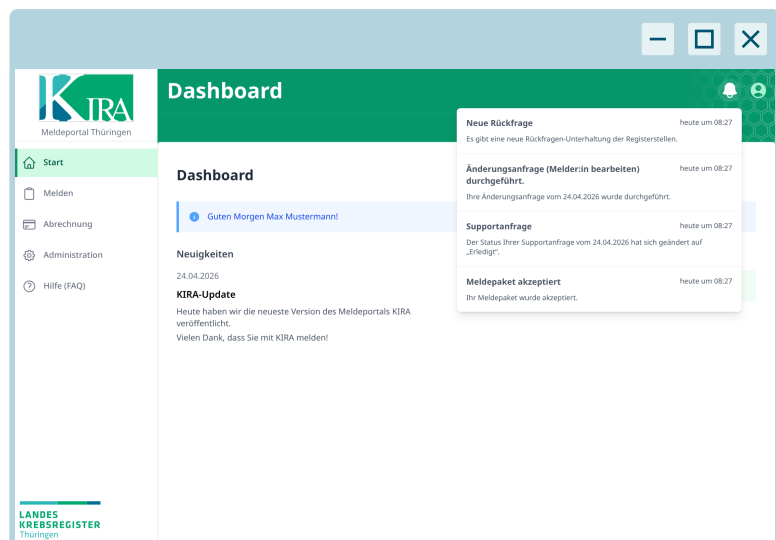 KIRA
Meldeportal Thüringen
Dashboard
Start
Melden
Abrechnung
Administration
Hilfe (FAQ)
LANDES
KREBSREGISTER
Thüringen
Dashboard
Guten Morgen Max Mustermann!
Neuigkeiten
24.04.2026
KIRA-Update
Heute haben wir die neueste Version des Meldeportals KIRA
veröffentlicht.
Vielen Dank, dass Sie mit KIRA melden!
Neue Rückfrage heute um 08:27
Es gibt eine neue Rückfragen-Unterhaltung der Registerstellen.
Änderungsanfrage (Melder:in bearbeiten) heute um 08:27
durchgeführt.
Ihre Änderungsanfrage vom 24.04.2026 wurde durchgeführt.
Supportanfrage heute um 08:27
Der Status Ihrer Supportanfrage vom 24.04.2026 hat sich geändert auf
„Erledigt“.
Meldepaket akzeptiert heute um 08:27
Ihr Meldepaket wurde akzeptiert.